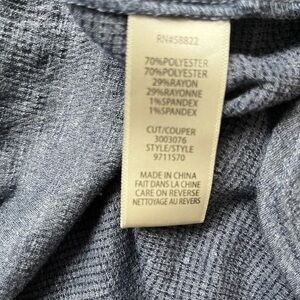 RN#58822
70%POLYESTER
70%POLYESTER
29%RAYON
29%RAYONNE
1%SPANDEX
1%SPANDEX
CUT/COUPER
3003076
STYLE/STYLE
9711570
MADE IN CHINA
FAIT DANS LA CHINE
CARE ON REVERSE
NETTOYAGE AU REVERS